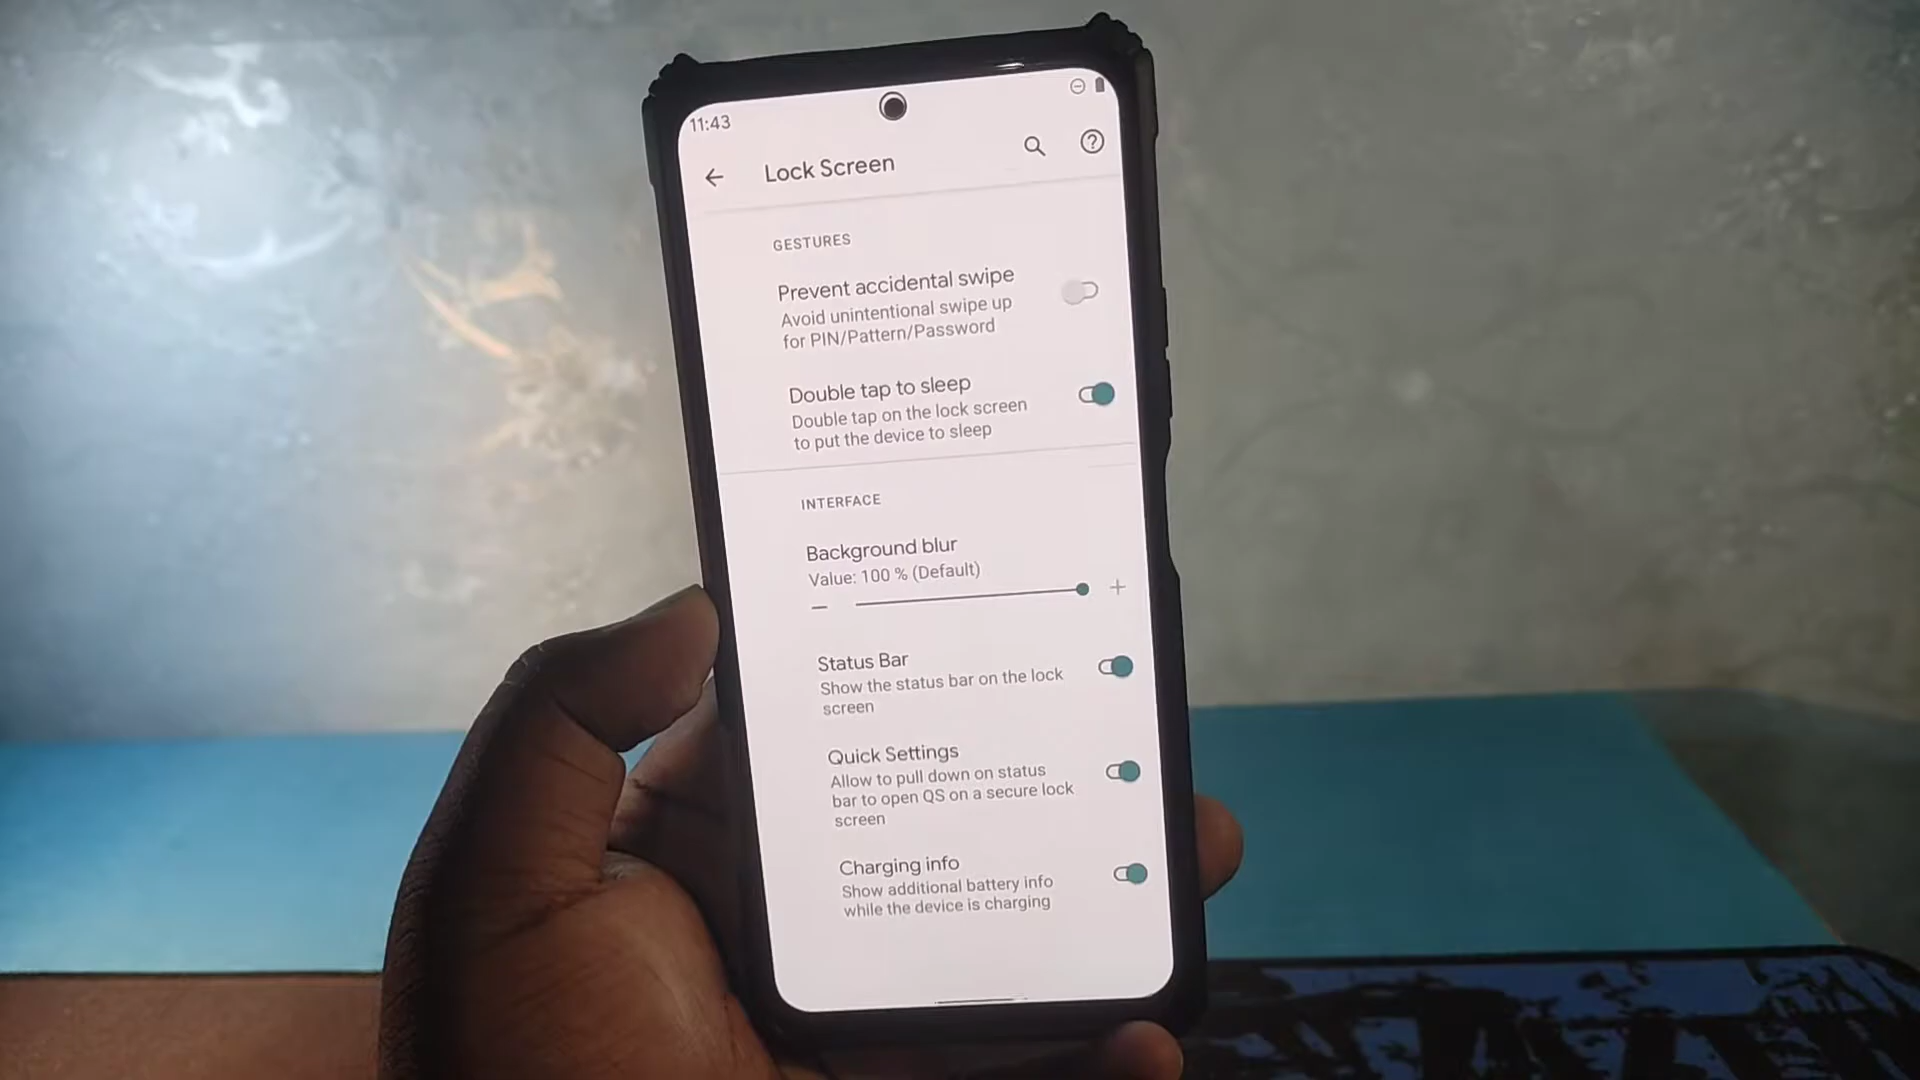 11:43
Lock Screen
GESTURES
Prevent accidental swipe
Avoid unintentional swipe up
for PIN/Pattern/Password
Double tap to sleep
Double tap on the lock screen
to put the device to sleep
INTERFACE
Background blur
Value: 100 % (Default)
Status Bar
Show the status bar on the lock
screen
Quick Settings
Allow to pull down on status
bar to open QS on a secure lock
screen
Charging info
Show additional battery info
while the device is charging